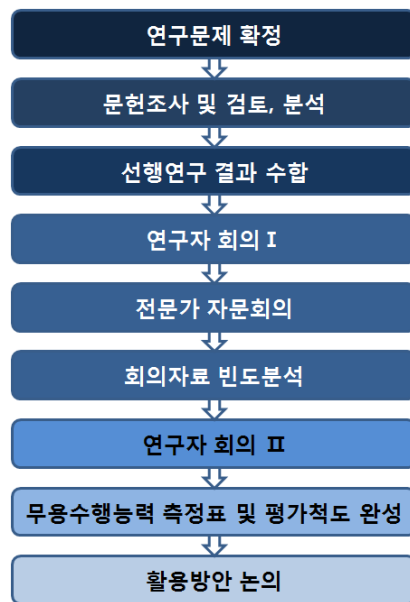 연구문제 확정
문헌조사 및 검토, 분석
선행연구 결과 수합
연구자 회의 I
전문가 자문회의
회의자료 빈도분석
연구자 회의 Ⅱ
무용수행능력 측정표 및 평가척도 완성
활용방안 논의